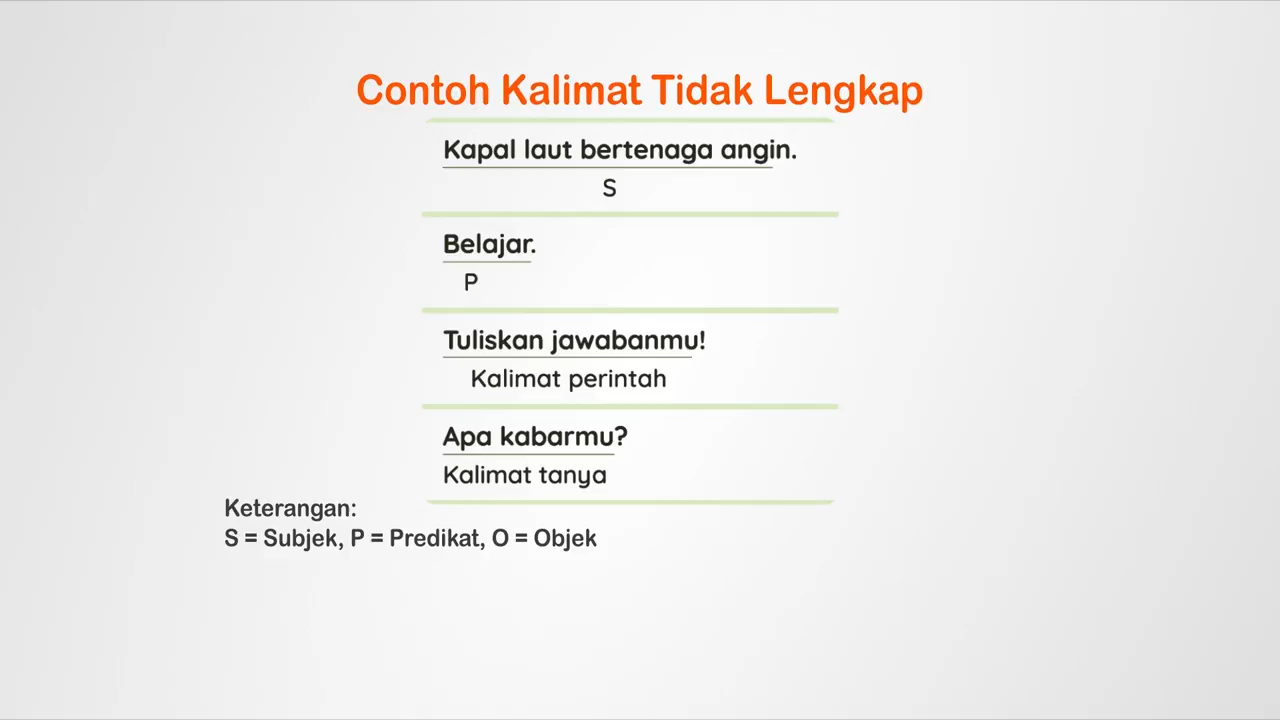 Contoh Kalimat Tidak Lengkap
Kapal laut bertenaga angin.
S
Belajar.
P
Tuliskan jawabanmu!
Kalimat perintah
Apa kabarmu?
Kalimat tanya
Keterangan:
S = Subjek, P = Predikat, O = Objek